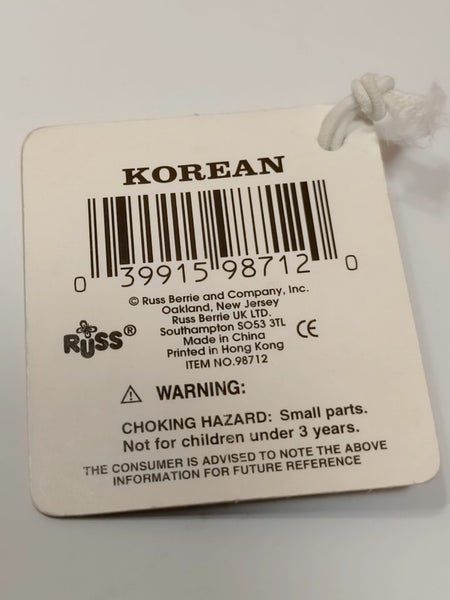 KOREAN
0 39915 98712 0
© Russ Berrie and Company, Inc.
Oakland, New Jersey
Russ Berrie UK LTD.
Southampton SO53 3TL
Made in China
Printed in Hong Kong
ITEM NO.98712
RUSS®
CE
⚠ WARNING:
CHOKING HAZARD: Small parts.
Not for children under 3 years.
THE CONSUMER IS ADVISED TO NOTE THE ABOVE
INFORMATION FOR FUTURE REFERENCE